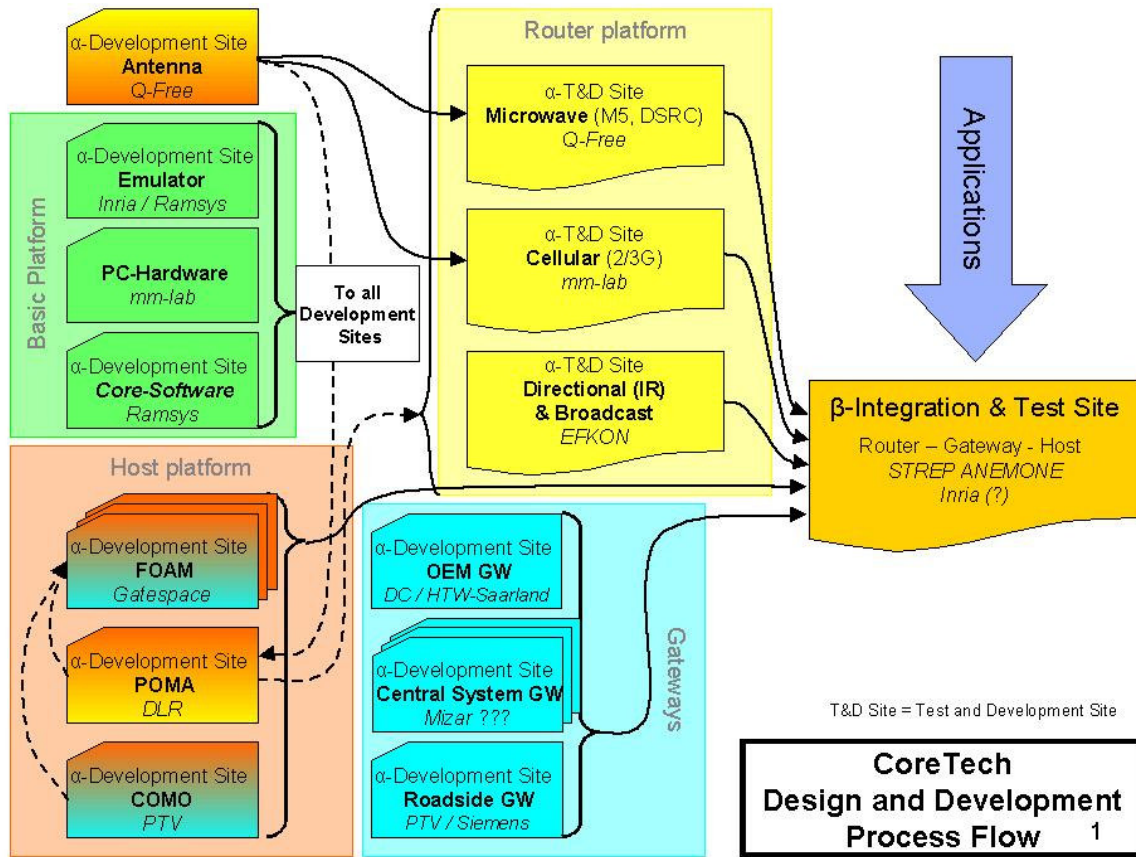 α-Development Site
Antenna
Q-Free
Basic Platform
α-Development Site
Emulator
Inria / Ramsys
PC-Hardware
mm-lab
α-Development Site
Core-Software
Ramsys
To all
Development
Sites
Router platform
α-T&D Site
Microwave (M5, DSRC)
Q-Free
α-T&D Site
Cellular (2/3G)
mm-lab
α-T&D Site
Directional (IR)
& Broadcast
EFKON
Applications
β-Integration & Test Site
Router – Gateway - Host
STREP ANEMONE
Inria (?)
Host platform
α-Development Site
FOAM
Gatespace
α-Development Site
POMA
DLR
α-Development Site
COMO
PTV
Gateways
α-Development Site
OEM GW
DC / HTW-Saarland
α-Development Site
Central System GW
Mizar ???
α-Development Site
Roadside GW
PTV / Siemens
T&D Site = Test and Development Site
CoreTech
Design and Development
Process Flow 1